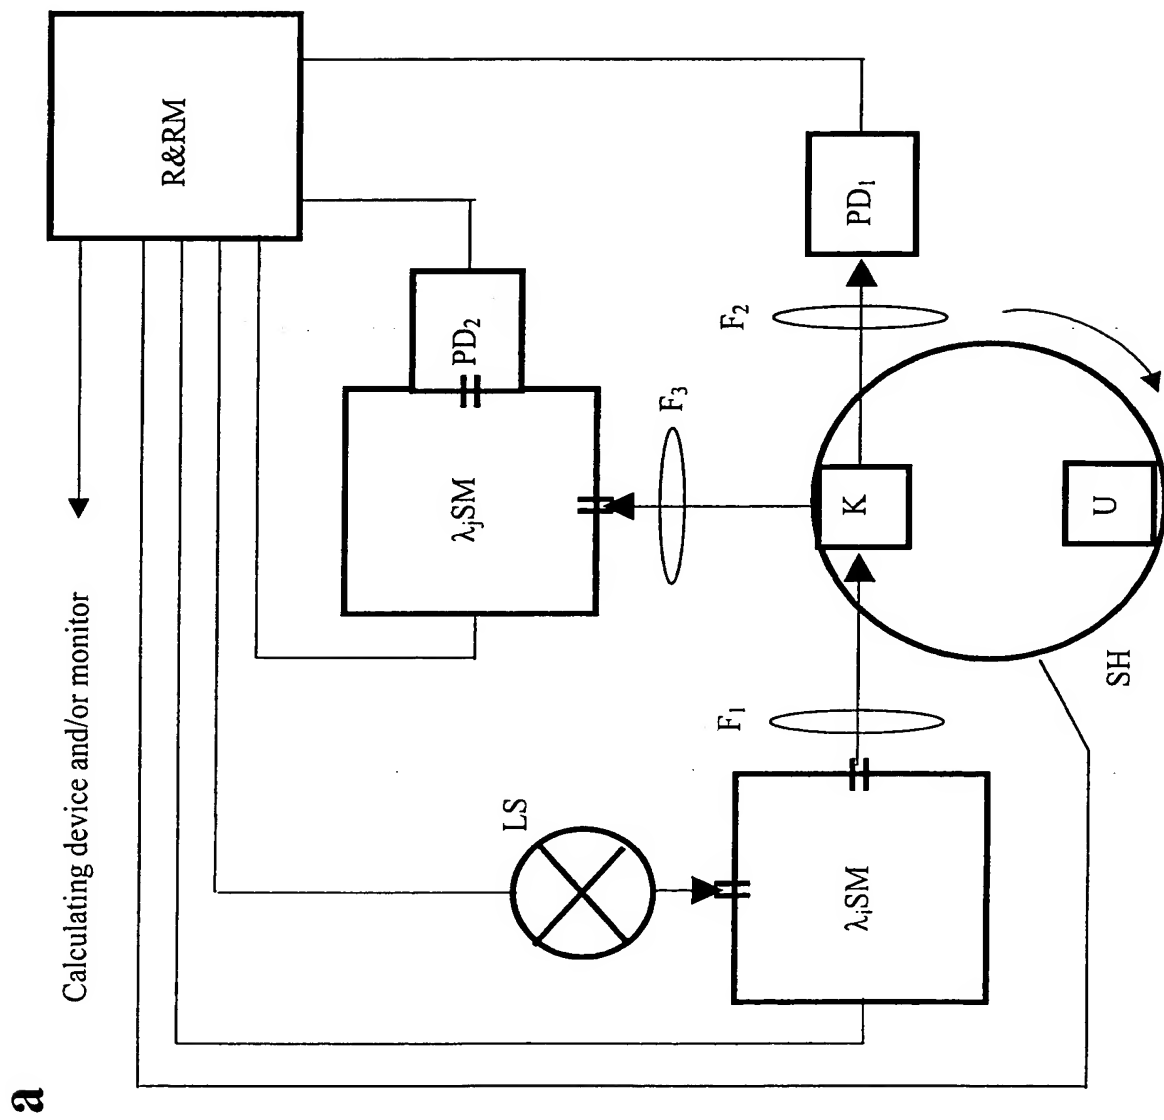 a
Calculating device and/or monitor
R&RM
PD₂
PD₁
λⱼSM
F₃
F₂
K
U
LS
F₁
SH
λᵢSM